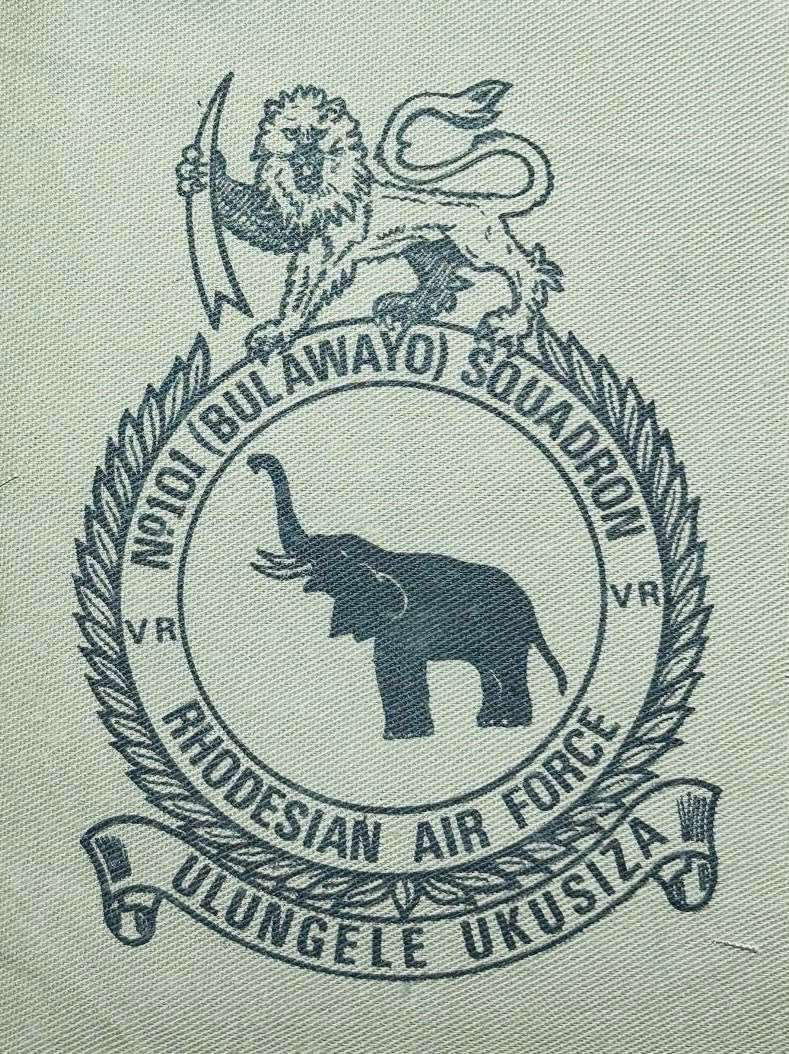 Nº101 (BULAWAYO) SQUADRON
VR
VR
RHODESIAN AIR FORCE
ULUNGELE UKUSIZA